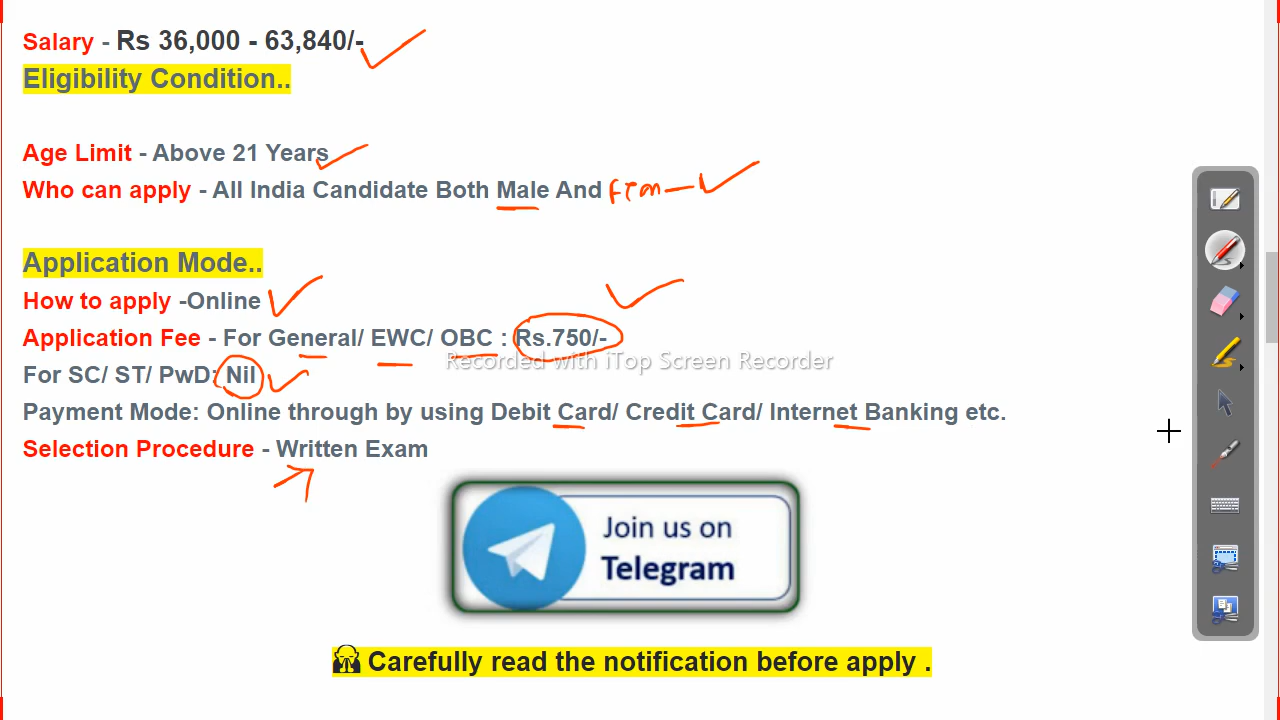 Salary - Rs 36,000 - 63,840/-
Eligibility Condition..
Age Limit - Above 21 Years
Who can apply - All India Candidate Both Male And Fem
Application Mode..
How to apply -Online
Application Fee - For General/ EWC/ OBC : Rs.750/-
Recorded with iTop Screen Recorder
For SC/ ST/ PwD: Nil
Payment Mode: Online through by using Debit Card/ Credit Card/ Internet Banking etc.
Selection Procedure - Written Exam
Join us on
Telegram
Carefully read the notification before apply .